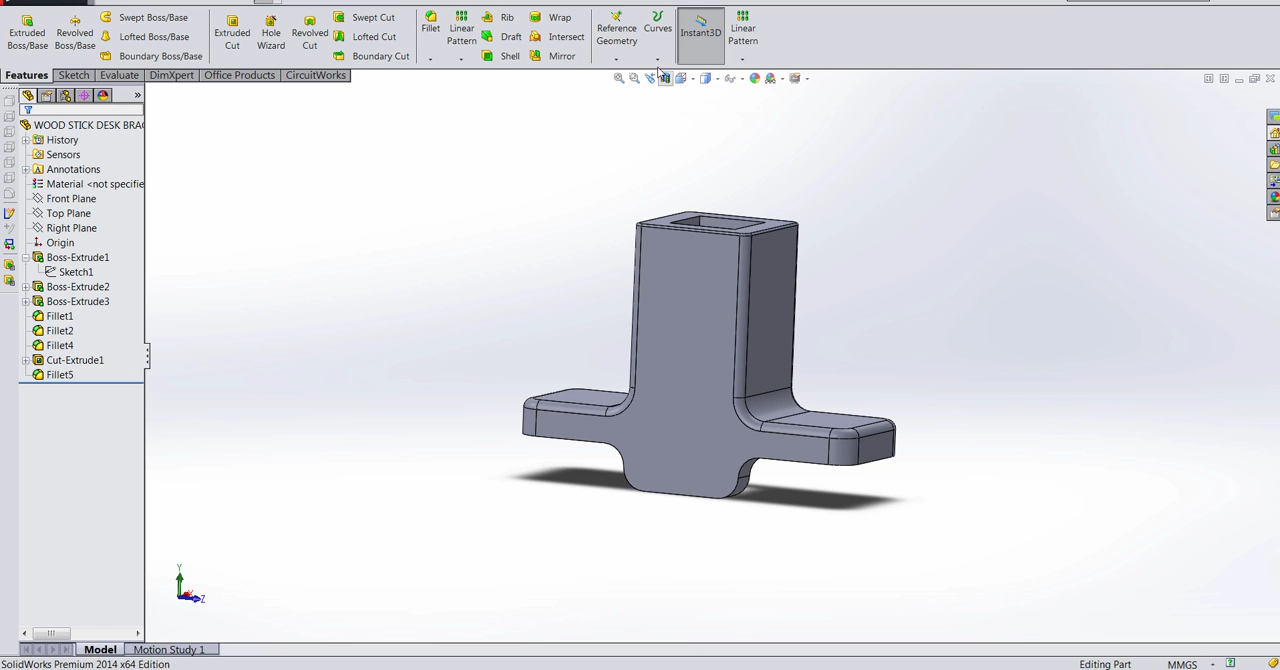 Extruded Boss/Base
Revolved Boss/Base
Swept Boss/Base
Lofted Boss/Base
Boundary Boss/Base
Extruded Cut
Hole Wizard
Revolved Cut
Swept Cut
Lofted Cut
Boundary Cut
Fillet
Linear Pattern
Rib
Draft
Shell
Wrap
Intersect
Mirror
Reference Geometry
Curves
Instant3D
Linear Pattern
Features
Sketch
Evaluate
DimXpert
Office Products
CircuitWorks
»
WOOD STICK DESK BRAC
History
Sensors
Annotations
Material <not specifie
Front Plane
Top Plane
Right Plane
Origin
Boss-Extrude1
Sketch1
Boss-Extrude2
Boss-Extrude3
Fillet1
Fillet2
Fillet4
Cut-Extrude1
Fillet5
Y
Z
Model
Motion Study 1
SolidWorks Premium 2014 x64 Edition
Editing Part
MMGS